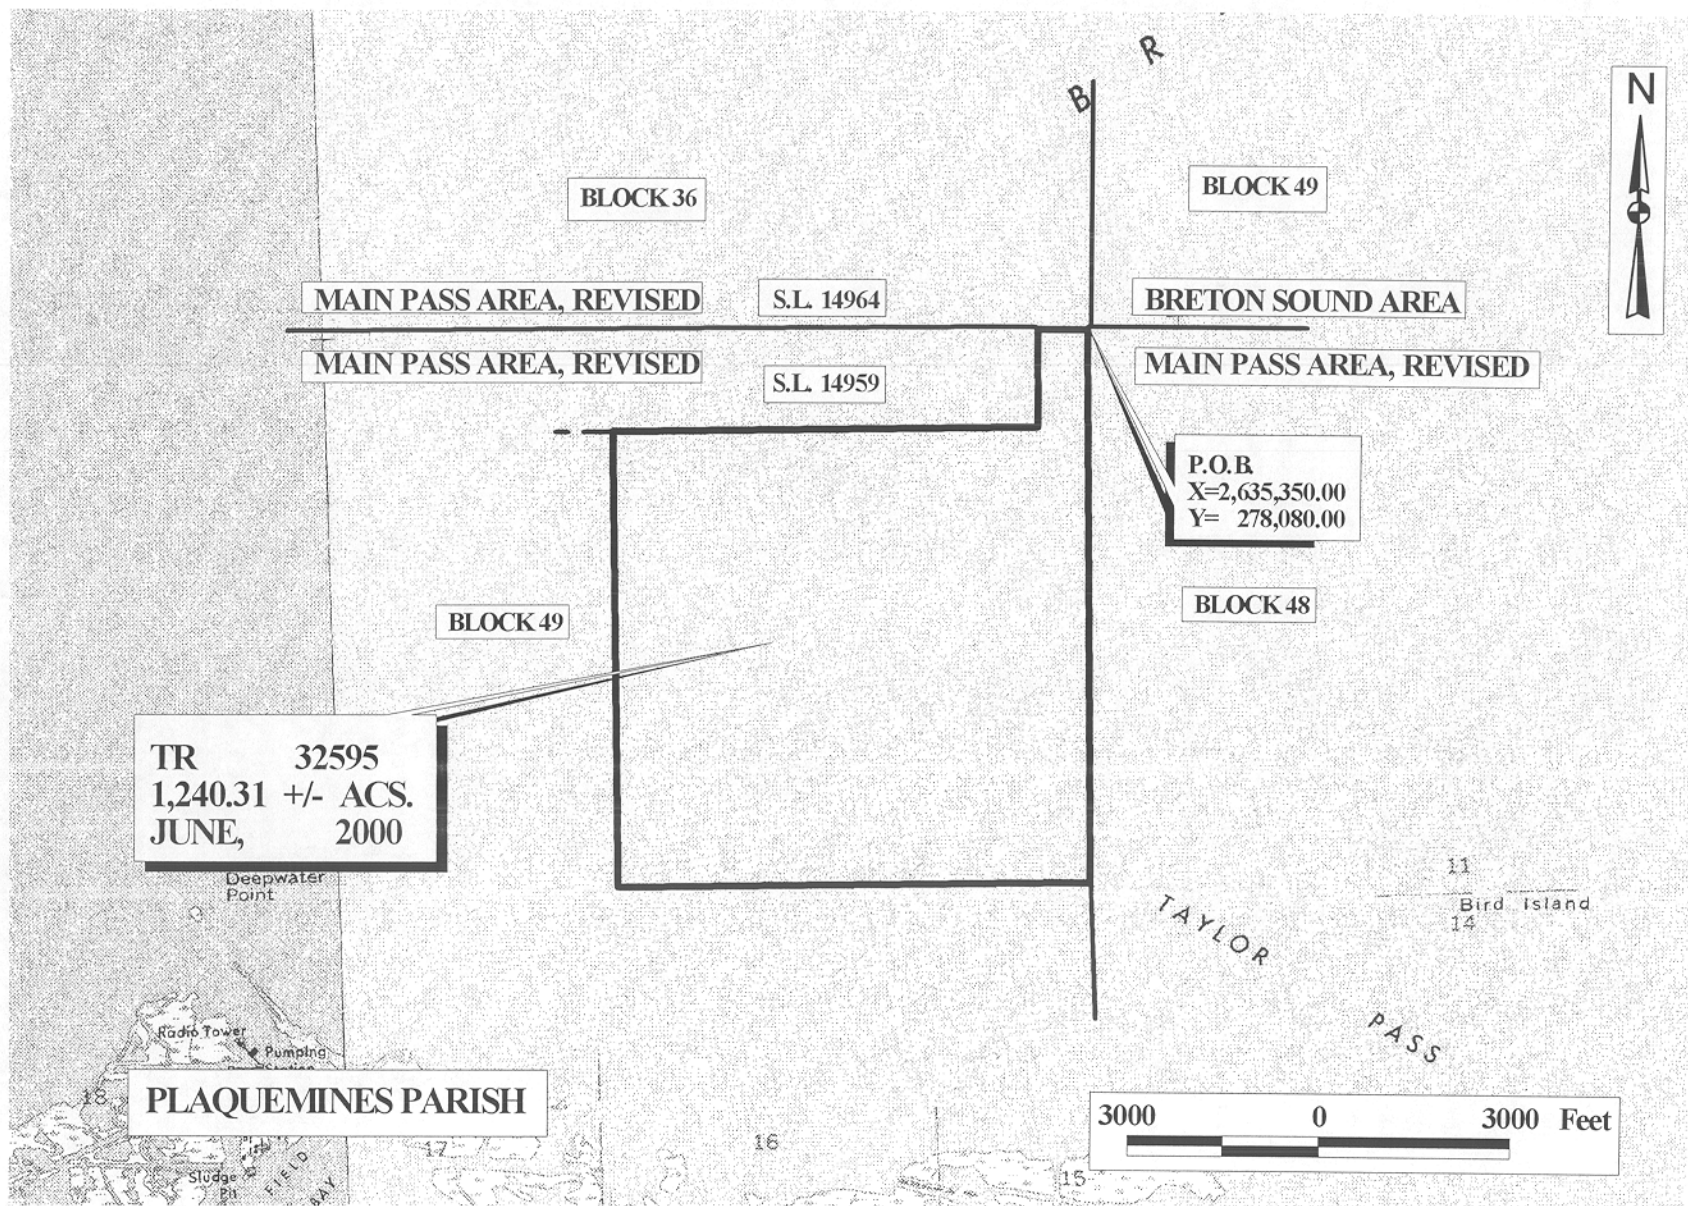 R
B
N
BLOCK 36
BLOCK 49
MAIN PASS AREA, REVISED
S.L. 14964
BRETON SOUND AREA
MAIN PASS AREA, REVISED
S.L. 14959
MAIN PASS AREA, REVISED
P.O.B.
X=2,635,350.00
Y= 278,080.00
BLOCK 49
BLOCK 48
TR 32595
1,240.31 +/- ACS.
JUNE, 2000
Deepwater
Point
11
Bird Island
14
TAYLOR
PASS
Radio Tower
Pumping
Station
18
PLAQUEMINES PARISH
3000 0 3000 Feet
17
16
15
Sludge
Pit
FIELD
BAY